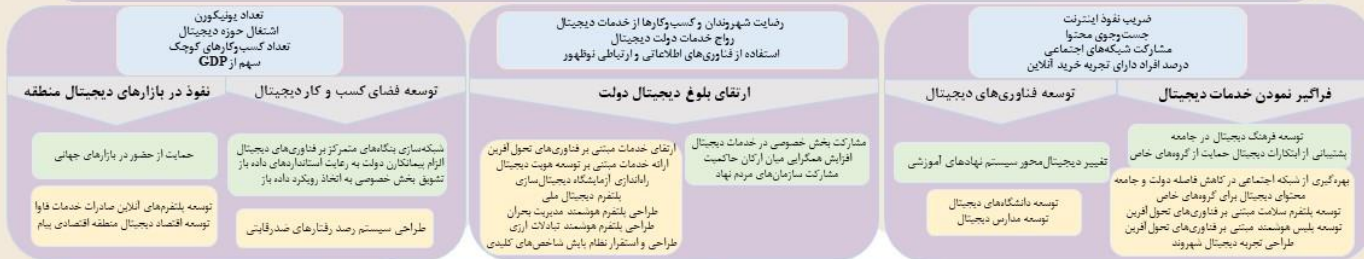 ضریب نفوذ اینترنت
جست‌وجوی محتوا
مشارکت شبکه‌های اجتماعی
درصد افراد دارای تجربه خرید آنلاین
فراگیر نمودن خدمات دیجیتال
توسعه فرهنگ دیجیتال در جامعه
پشتیبانی از ابتکارات دیجیتال حمایت از گروه‌های خاص
بهره‌گیری از شبکه اجتماعی در کاهش فاصله دولت و جامعه
محتوای دیجیتال برای گروه‌های خاص
توسعه پلتفرم سلامت مبتنی بر فناوری‌های تحول آفرین
توسعه پلیس هوشمند مبتنی بر فناوری‌های تحول آفرین
طراحی تجربه دیجیتال شهروند
توسعه فناوری‌های دیجیتال
تغییر دیجیتال‌محور سیستم نهادهای آموزشی
توسعه دانشگاه‌های دیجیتال
توسعه مدارس دیجیتال
رضایت شهروندان و کسب‌وکارها از خدمات دیجیتال
رواج خدمات دولت دیجیتال
استفاده از فناوری‌های اطلاعاتی و ارتباطی نوظهور
ارتقای بلوغ دیجیتال دولت
مشارکت بخش خصوصی در خدمات دیجیتال
افزایش همگرایی میان ارکان حاکمیت
مشارکت سازمان‌های مردم نهاد
ارتقای خدمات مبتنی بر فناوری‌های تحول آفرین
ارائه خدمات مبتنی بر توسعه هویت دیجیتال
راه‌اندازی آزمایشگاه دیجیتال‌سازی
پلتفرم دیجیتال ملی
طراحی پلتفرم هوشمند مدیریت بحران
طراحی پلتفرم هوشمند تبادلات ارزی
طراحی و استقرار نظام پایش شاخص‌های کلیدی
تعداد یونیکورن
اشتغال حوزه دیجیتال
تعداد کسب‌وکارهای کوچک
سهم از GDP
توسعه فضای کسب و کار دیجیتال
شبکه‌سازی بنگاه‌های متمرکز بر فناوری‌های دیجیتال
الزام پیمانکاران دولت به رعایت استانداردهای داده باز
تشویق بخش خصوصی به اتخاذ رویکرد داده باز
طراحی سیستم رصد رفتارهای ضدرقابتی
نفوذ در بازارهای دیجیتال منطقه
حمایت از حضور در بازارهای جهانی
توسعه پلتفرم‌های آنلاین صادرات خدمات فاوا
توسعه اقتصاد دیجیتال منطقه اقتصادی پیام